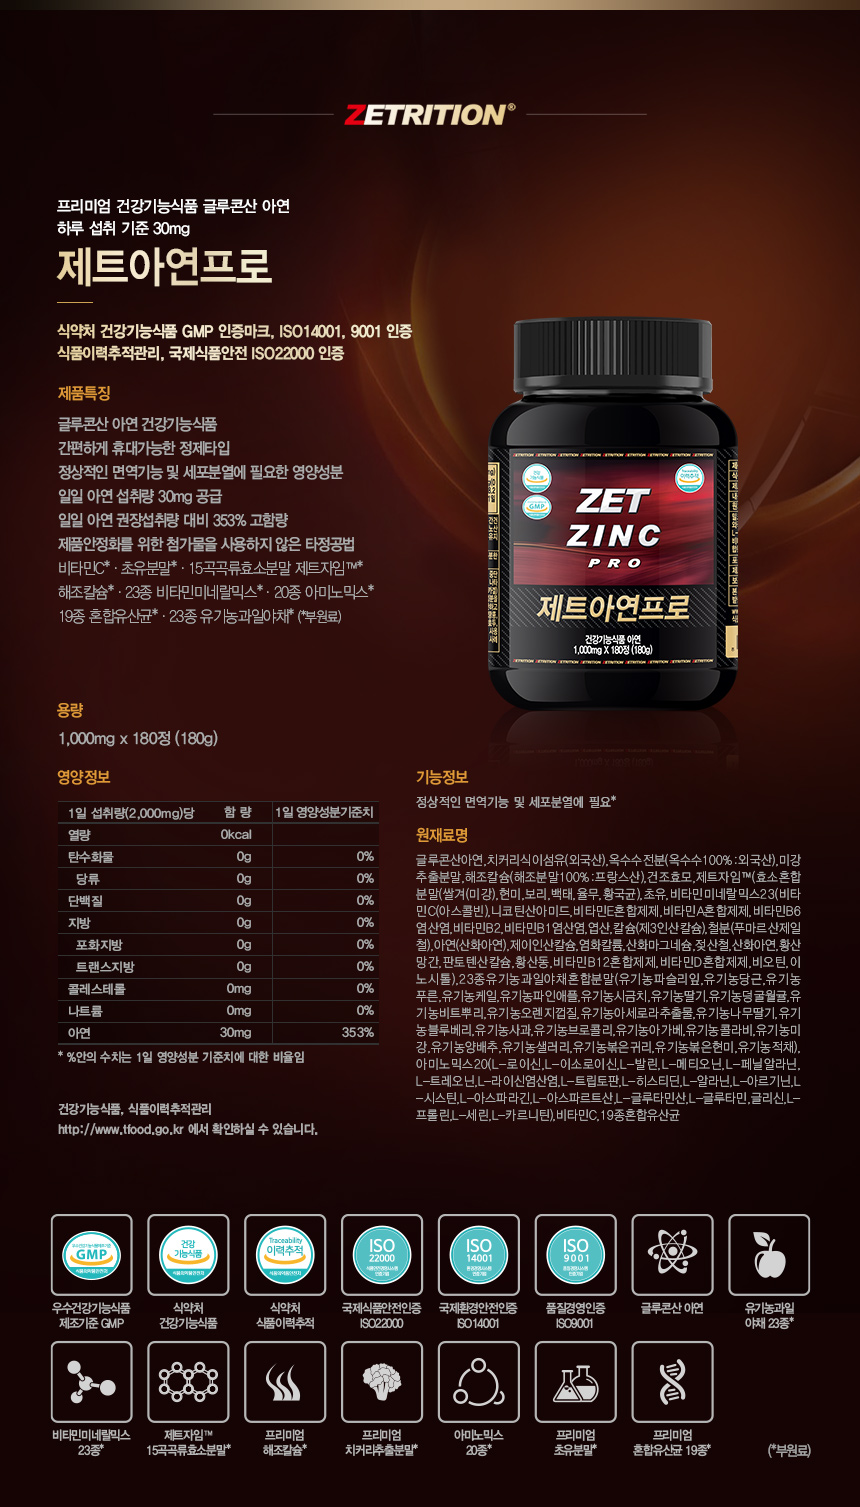 ZETRITION®
프리미엄 건강기능식품 글루콘산 아연
하루 섭취 기준 30mg
제트아연프로
식약처 건강기능식품 GMP 인증마크, ISO14001, 9001 인증
식품이력추적관리, 국제식품안전 ISO22000 인증
제품특징
글루콘산 아연 건강기능식품
간편하게 휴대가능한 정제타입
정상적인 면역기능 및 세포분열에 필요한 영양성분
일일 아연 섭취량 30mg 공급
일일 아연 권장섭취량 대비 353% 고함량
제품안정화를 위한 첨가물을 사용하지 않은 타정공법
비타민C* · 초유분말* · 15곡곡류효소분말 제트자임™*
해조칼슘* · 23종 비타민미네랄믹스* · 20종 아미노믹스*
19종 혼합유산균* · 23종 유기농과일야채* (*부원료)
건강
기능식품
GMP
Traceability
이력추적
ZET
ZINC
PRO
제트아연프로
건강기능식품 아연
1,000mg X 180정 (180g)
용량
1,000mg x 180정 (180g)
영양정보
1일 섭취량(2,000mg)당 함 량 1일 영양성분기준치
열량 0kcal
탄수화물 0g 0%
당류 0g 0%
단백질 0g 0%
지방 0g 0%
포화지방 0g 0%
트랜스지방 0g 0%
콜레스테롤 0mg 0%
나트륨 0mg 0%
아연 30mg 353%
* %안의 수치는 1일 영양성분 기준치에 대한 비율임
건강기능식품, 식품이력추적관리
http://www.tfood.go.kr 에서 확인하실 수 있습니다.
기능정보
정상적인 면역기능 및 세포분열에 필요*
원재료명
글루콘산아연,치커리식이섬유(외국산),옥수수전분(옥수수100%:외국산),미강
추출분말,해조칼슘(해조분말100%:프랑스산),건조효모,제트자임™(효소혼합
분말(쌀겨(미강),현미,보리,백태,율무,황국균),초유,비타민미네랄믹스23(비타
민C(아스콜빈),니코틴산아미드,비타민E혼합제제,비타민A혼합제제,비타민B6
염산염,비타민B2,비타민B1염산염,엽산,칼슘(제3인산칼슘),철분(푸마르산제일
철),아연(산화아연),제이인산칼슘,염화칼륨,산화마그네슘,젖산철,산화아연,황산
망간,판토텐산칼슘,황산동,비타민B12혼합제제,비타민D혼합제제,비오틴,이
노시톨),23종유기농과일야채혼합분말(유기농파슬리잎,유기농당근,유기농
푸룬,유기농케일,유기농파인애플,유기농시금치,유기농딸기,유기농덩굴월귤,유
기농비트뿌리,유기농오렌지껍질,유기농아세로라추출물,유기농나무딸기,유기
농블루베리,유기농사과,유기농브로콜리,유기농아가베,유기농콜라비,유기농미
강,유기농양배추,유기농샐러리,유기농볶은귀리,유기농볶은현미,유기농적채),
아미노믹스20(L-로이신,L-이소로이신,L-발린,L-메티오닌,L-페닐알라닌,
L-트레오닌,L-라이신염산염,L-트립토판,L-히스티딘,L-알라닌,L-아르기닌,L
-시스틴,L-아스파라긴,L-아스파르트산,L-글루타민산,L-글루타민,글리신,L-
프롤린,L-세린,L-카르니틴),비타민C,19종혼합유산균
GMP
건강
기능식품
Traceability
이력추적
ISO
22000
ISO
14001
ISO
9001
우수건강기능식품
제조기준 GMP
식약처
건강기능식품
식약처
식품이력추적
국제식품안전인증
ISO22000
국제환경안전인증
ISO14001
품질경영인증
ISO9001
글루콘산 아연
유기농과일
야채 23종*
비타민미네랄믹스
23종*
제트자임™
15곡곡류효소분말*
프리미엄
해조칼슘*
프리미엄
치커리추출분말*
아미노믹스
20종*
프리미엄
초유분말*
프리미엄
혼합유산균 19종*
(*부원료)